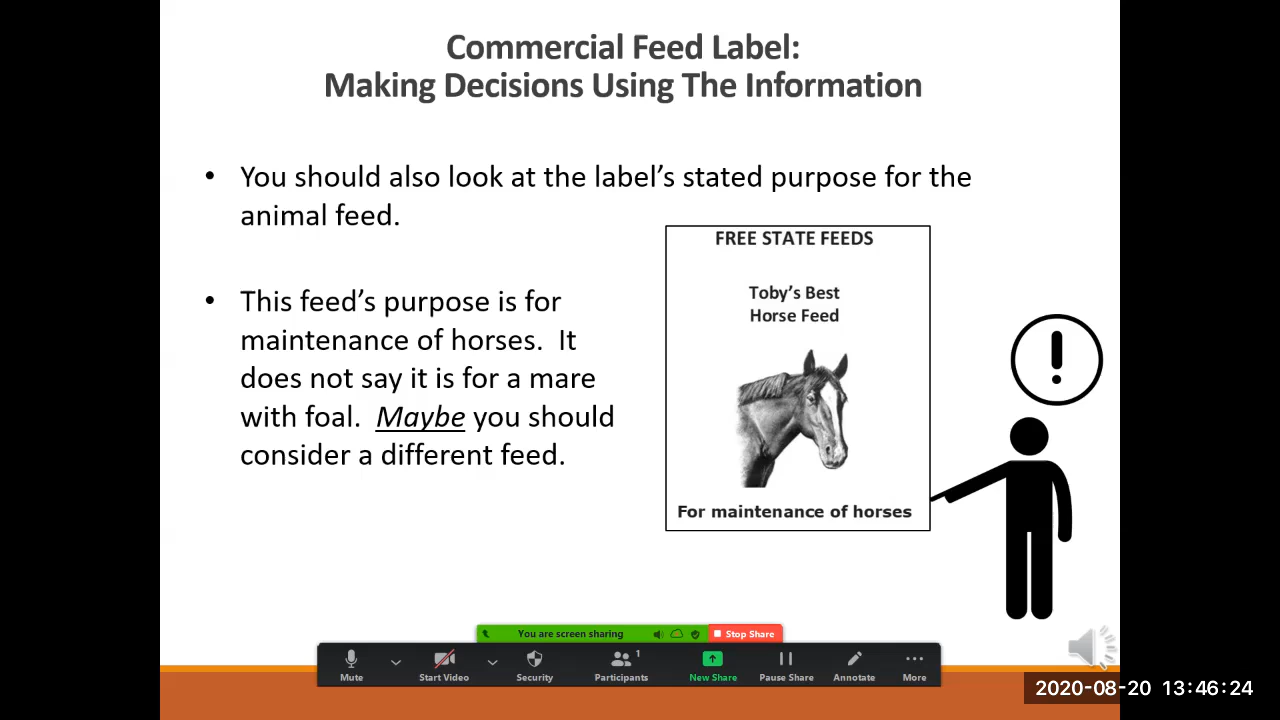 Commercial Feed Label:
Making Decisions Using The Information
• You should also look at the label’s stated purpose for the
animal feed.
• This feed’s purpose is for
maintenance of horses.  It
does not say it is for a mare
with foal.  Maybe you should
consider a different feed.
FREE STATE FEEDS
Toby’s Best
Horse Feed
For maintenance of horses
!
You are screen sharing
Stop Share
Mute
Start Video
Security
Participants
1
New Share
Pause Share
Annotate
More
2020-08-20 13:46:24